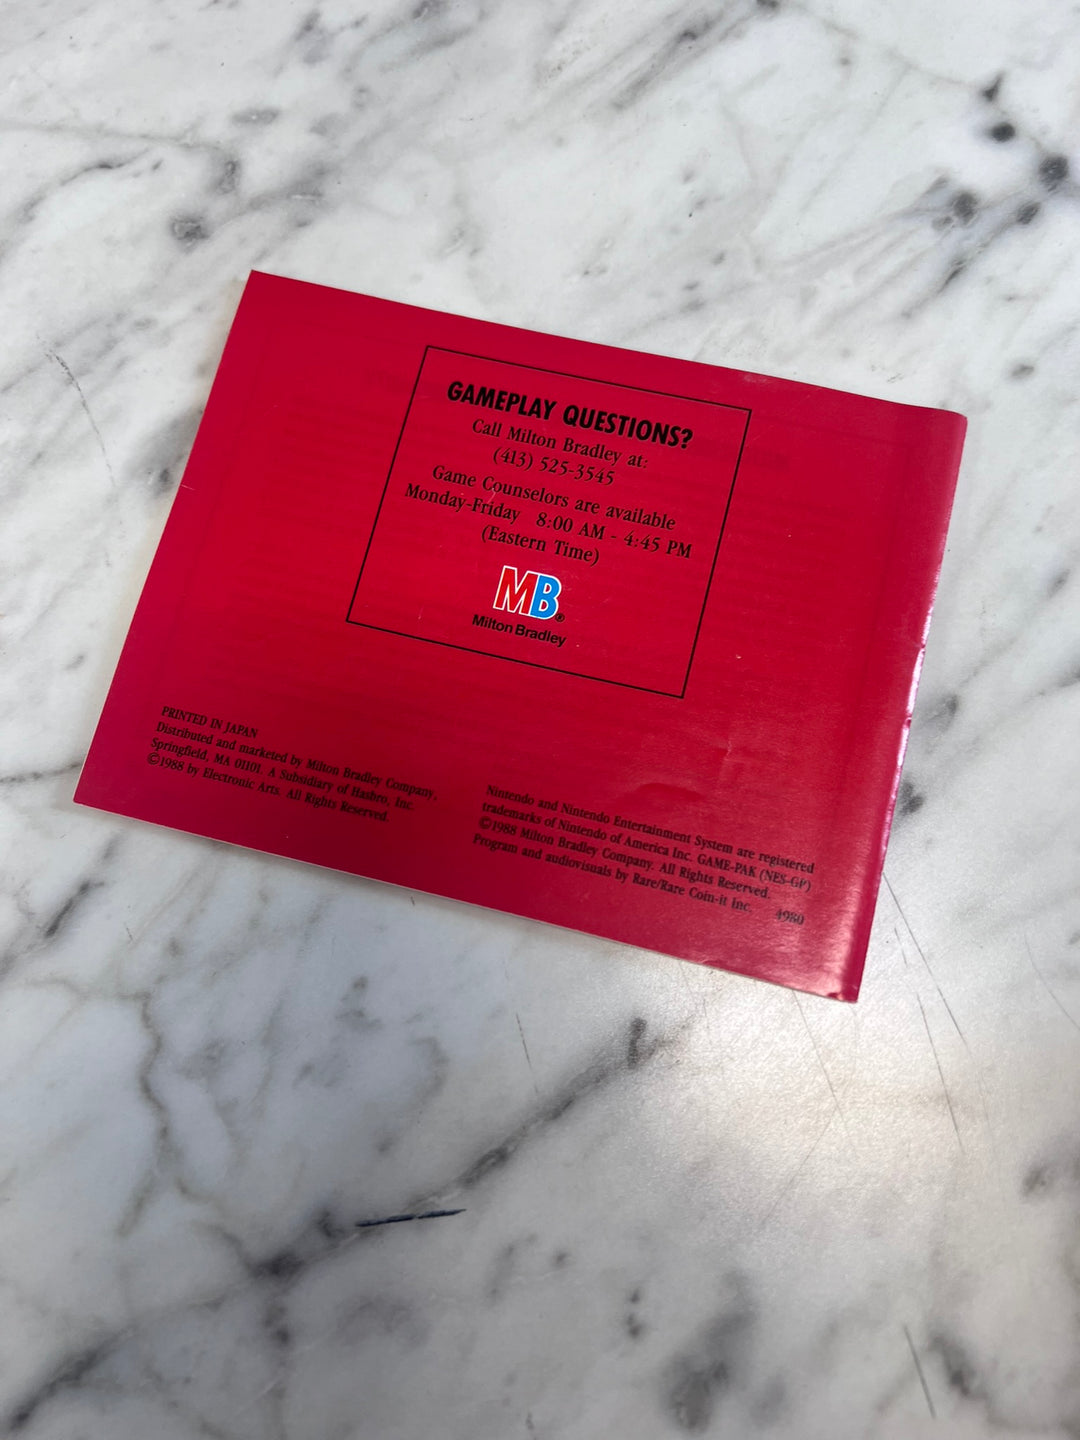 GAMEPLAY QUESTIONS?
Call Milton Bradley at:
(413) 525-3545
Game Counselors are available
Monday-Friday 8:00 AM - 4:45 PM
(Eastern Time)
MB®
Milton Bradley
PRINTED IN JAPAN
Distributed and marketed by Milton Bradley Company,
Springfield, MA 01101. A Subsidiary of Hasbro, Inc.
©1988 by Electronic Arts. All Rights Reserved.
Nintendo and Nintendo Entertainment System are registered
trademarks of Nintendo of America Inc. GAME-PAK (NES-GP)
©1988 Milton Bradley Company. All Rights Reserved.
Program and audiovisuals by Rare/Rare Coin-it Inc. 4980